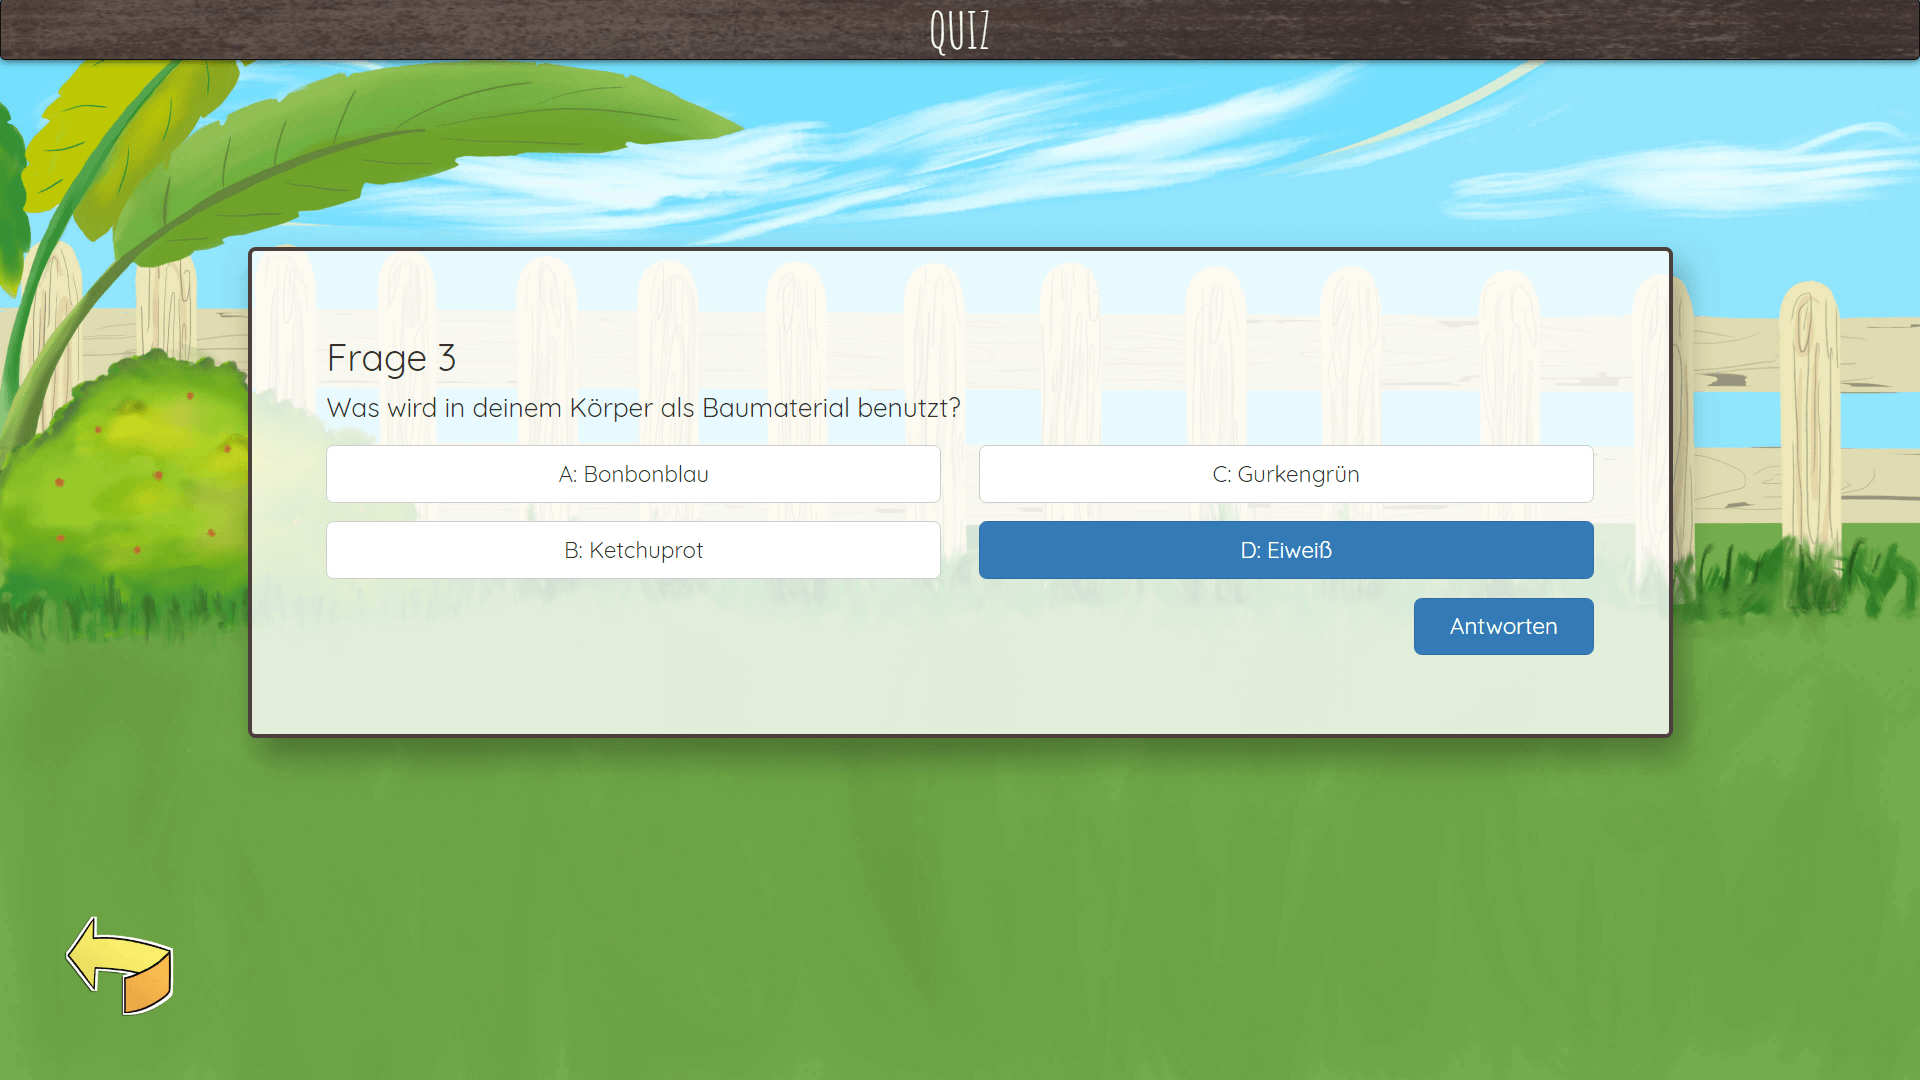 QUIZ
Frage 3
Was wird in deinem Körper als Baumaterial benutzt?
A: Bonbonblau
C: Gurkengrün
B: Ketchuprot
D: Eiweiß
Antworten